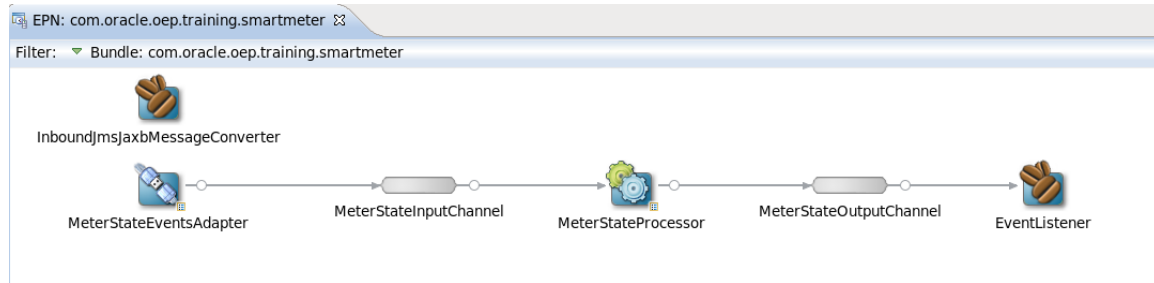 EPN: com.oracle.oep.training.smartmeter
Filter: Bundle: com.oracle.oep.training.smartmeter
InboundJmsJaxbMessageConverter
MeterStateEventsAdapter
MeterStateInputChannel
MeterStateProcessor
MeterStateOutputChannel
EventListener